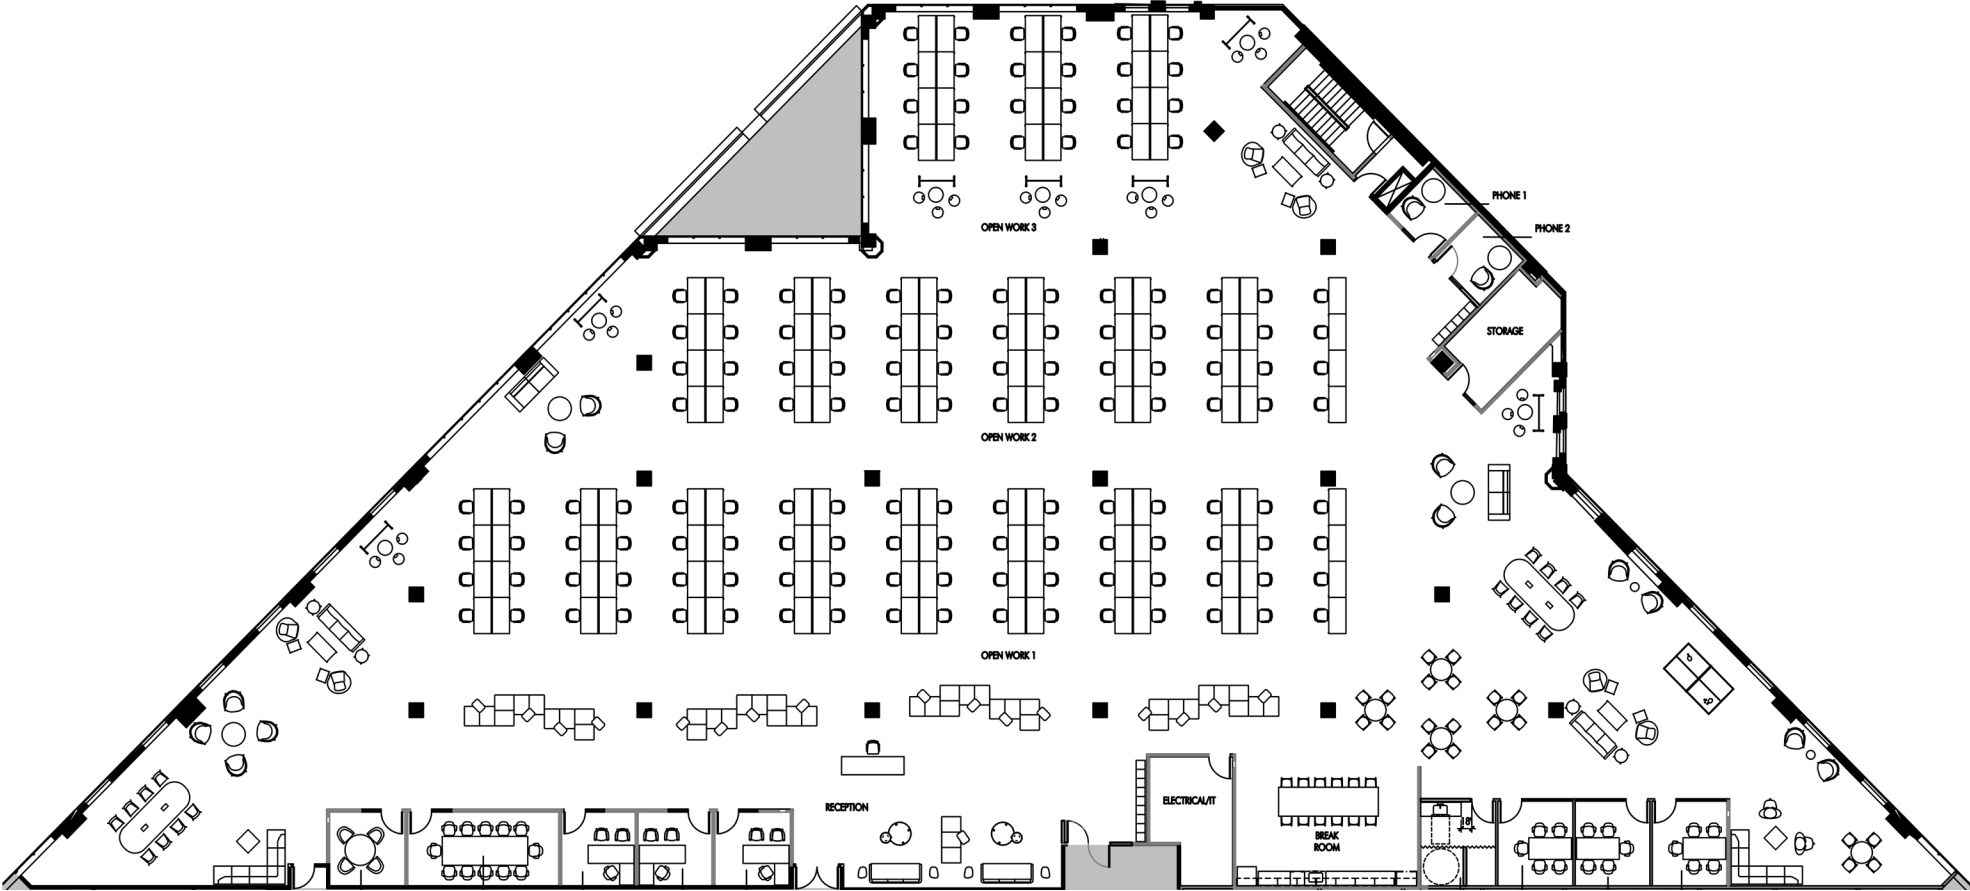 PHONE 1
PHONE 2
OPEN WORK 3
STORAGE
OPEN WORK 2
OPEN WORK 1
ELECTRICAL/IT
RECEPTION
18"
BREAK
ROOM